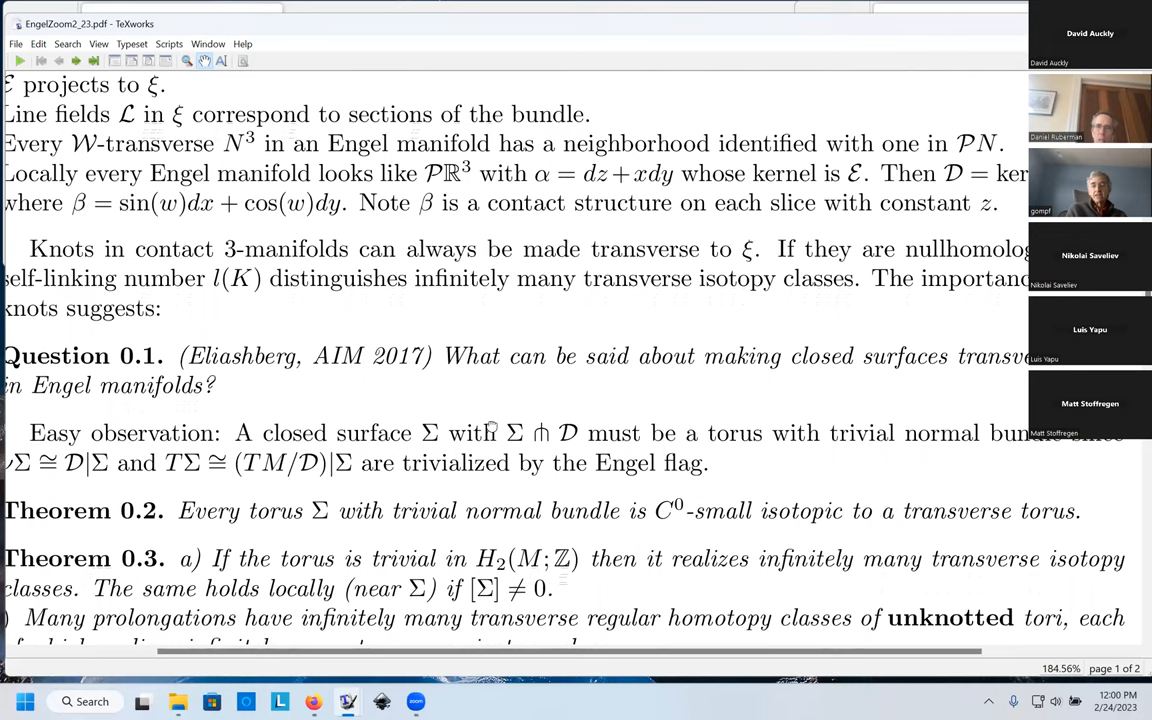 EngelZoom2_23.pdf - TeXworks
File Edit Search View Typeset Scripts Window Help
ℰ projects to ξ.
Line fields ℒ in ξ correspond to sections of the bundle.
Every 𝒲-transverse N³ in an Engel manifold has a neighborhood identified with one in 𝒫N.
Locally every Engel manifold looks like 𝒫ℝ³ with α = dz + xdy whose kernel is ℰ. Then 𝒟 = ker
where β = sin(w)dx + cos(w)dy. Note β is a contact structure on each slice with constant z.
Knots in contact 3-manifolds can always be made transverse to ξ. If they are nullhomolog
self-linking number l(K) distinguishes infinitely many transverse isotopy classes. The importanc
knots suggests:
Question 0.1. (Eliashberg, AIM 2017) What can be said about making closed surfaces transve
in Engel manifolds?
Easy observation: A closed surface Σ with Σ ⋔ 𝒟 must be a torus with trivial normal bun
νΣ ≅ 𝒟|Σ and TΣ ≅ (TM/𝒟)|Σ are trivialized by the Engel flag.
Theorem 0.2. Every torus Σ with trivial normal bundle is C⁰-small isotopic to a transverse torus.
Theorem 0.3. a) If the torus is trivial in H₂(M; ℤ) then it realizes infinitely many transverse isotopy
classes. The same holds locally (near Σ) if [Σ] ≠ 0.
) Many prolongations have infinitely many transverse regular homotopy classes of unknotted tori, each
184.56% page 1 of 2
David Auckly
David Auckly
Daniel Ruberman
gompf
Nikolai Saveliev
Nikolai Saveliev
Luis Yapu
Luis Yapu
Matt Stoffregen
Matt Stoffregen
Search
L
zoom
12:00 PM
2/24/2023